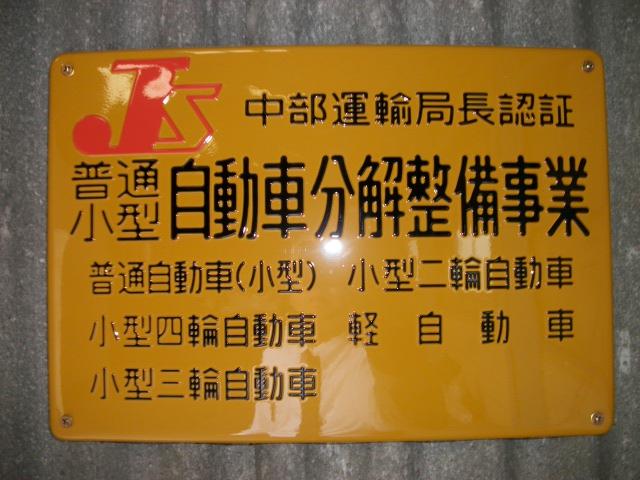 JS
中部運輸局長認証
普通
小型
自動車分解整備事業
普通自動車(小型) 小型二輪自動車
小型四輪自動車 軽自動車
小型三輪自動車